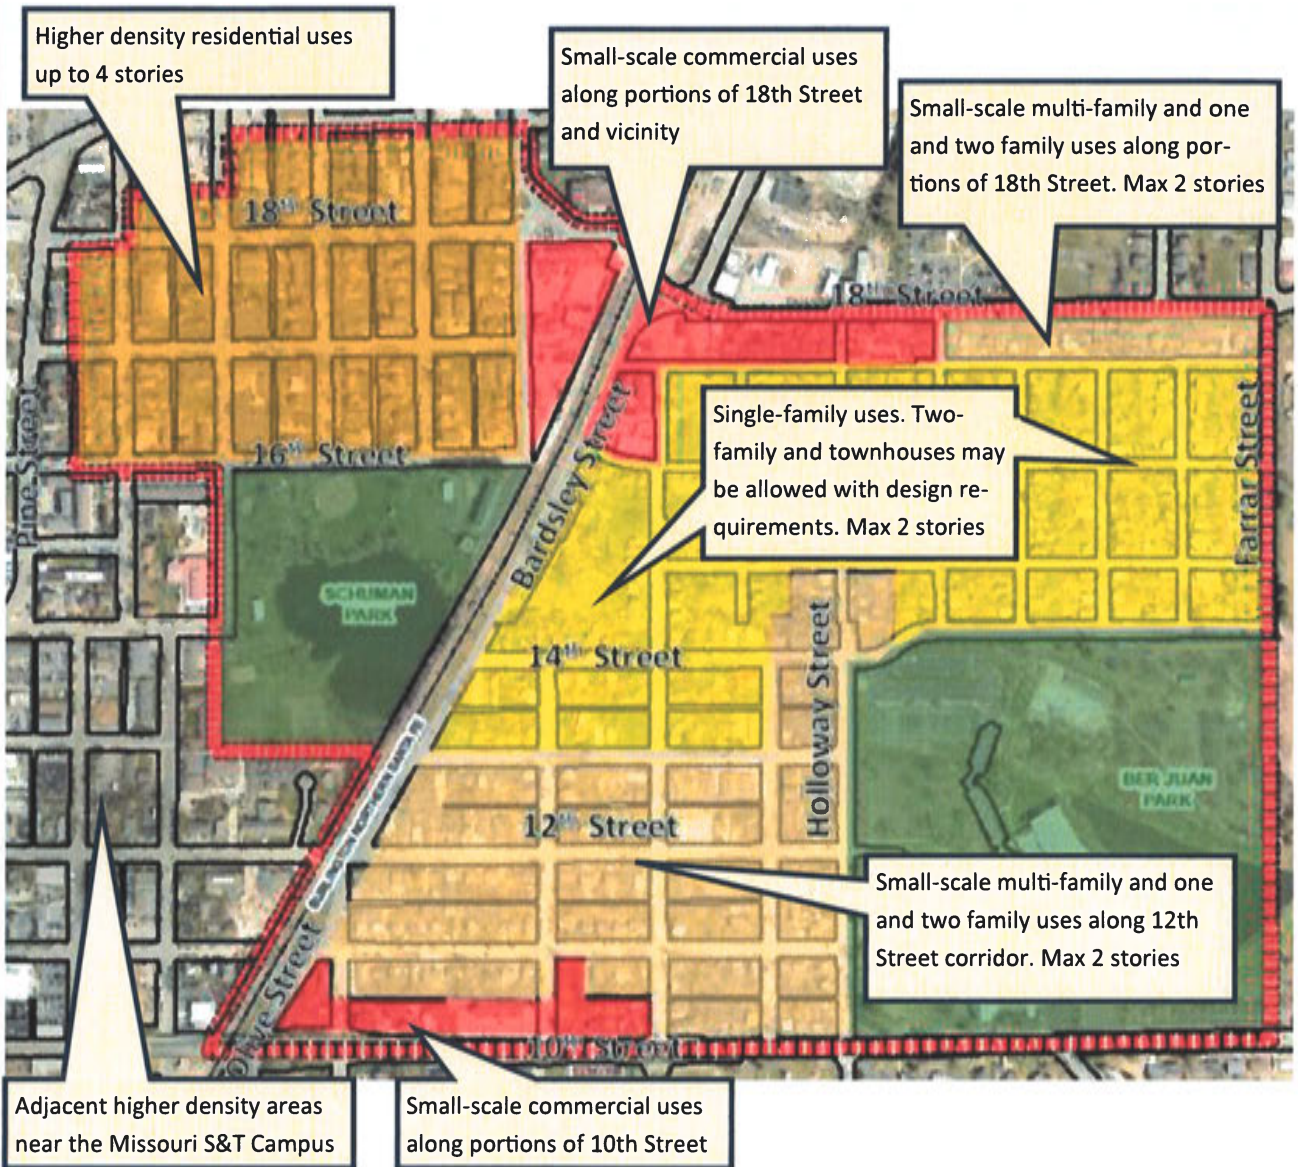 Higher density residential uses
up to 4 stories
Small-scale commercial uses
along portions of 18th Street
and vicinity
Small-scale multi-family and one
and two family uses along por-
tions of 18th Street. Max 2 stories
18th Street
18th Street
Single-family uses. Two-
family and townhouses may
be allowed with design re-
quirements. Max 2 stories
Pine Street
16th Street
Bardsley Street
Farrar Street
SCHUMAN
PARK
14th Street
Holloway Street
BURLINGTON NORTHERN
BER JUAN
PARK
12th Street
Small-scale multi-family and one
and two family uses along 12th
Street corridor. Max 2 stories
Olive Street
10th Street
Adjacent higher density areas
near the Missouri S&T Campus
Small-scale commercial uses
along portions of 10th Street